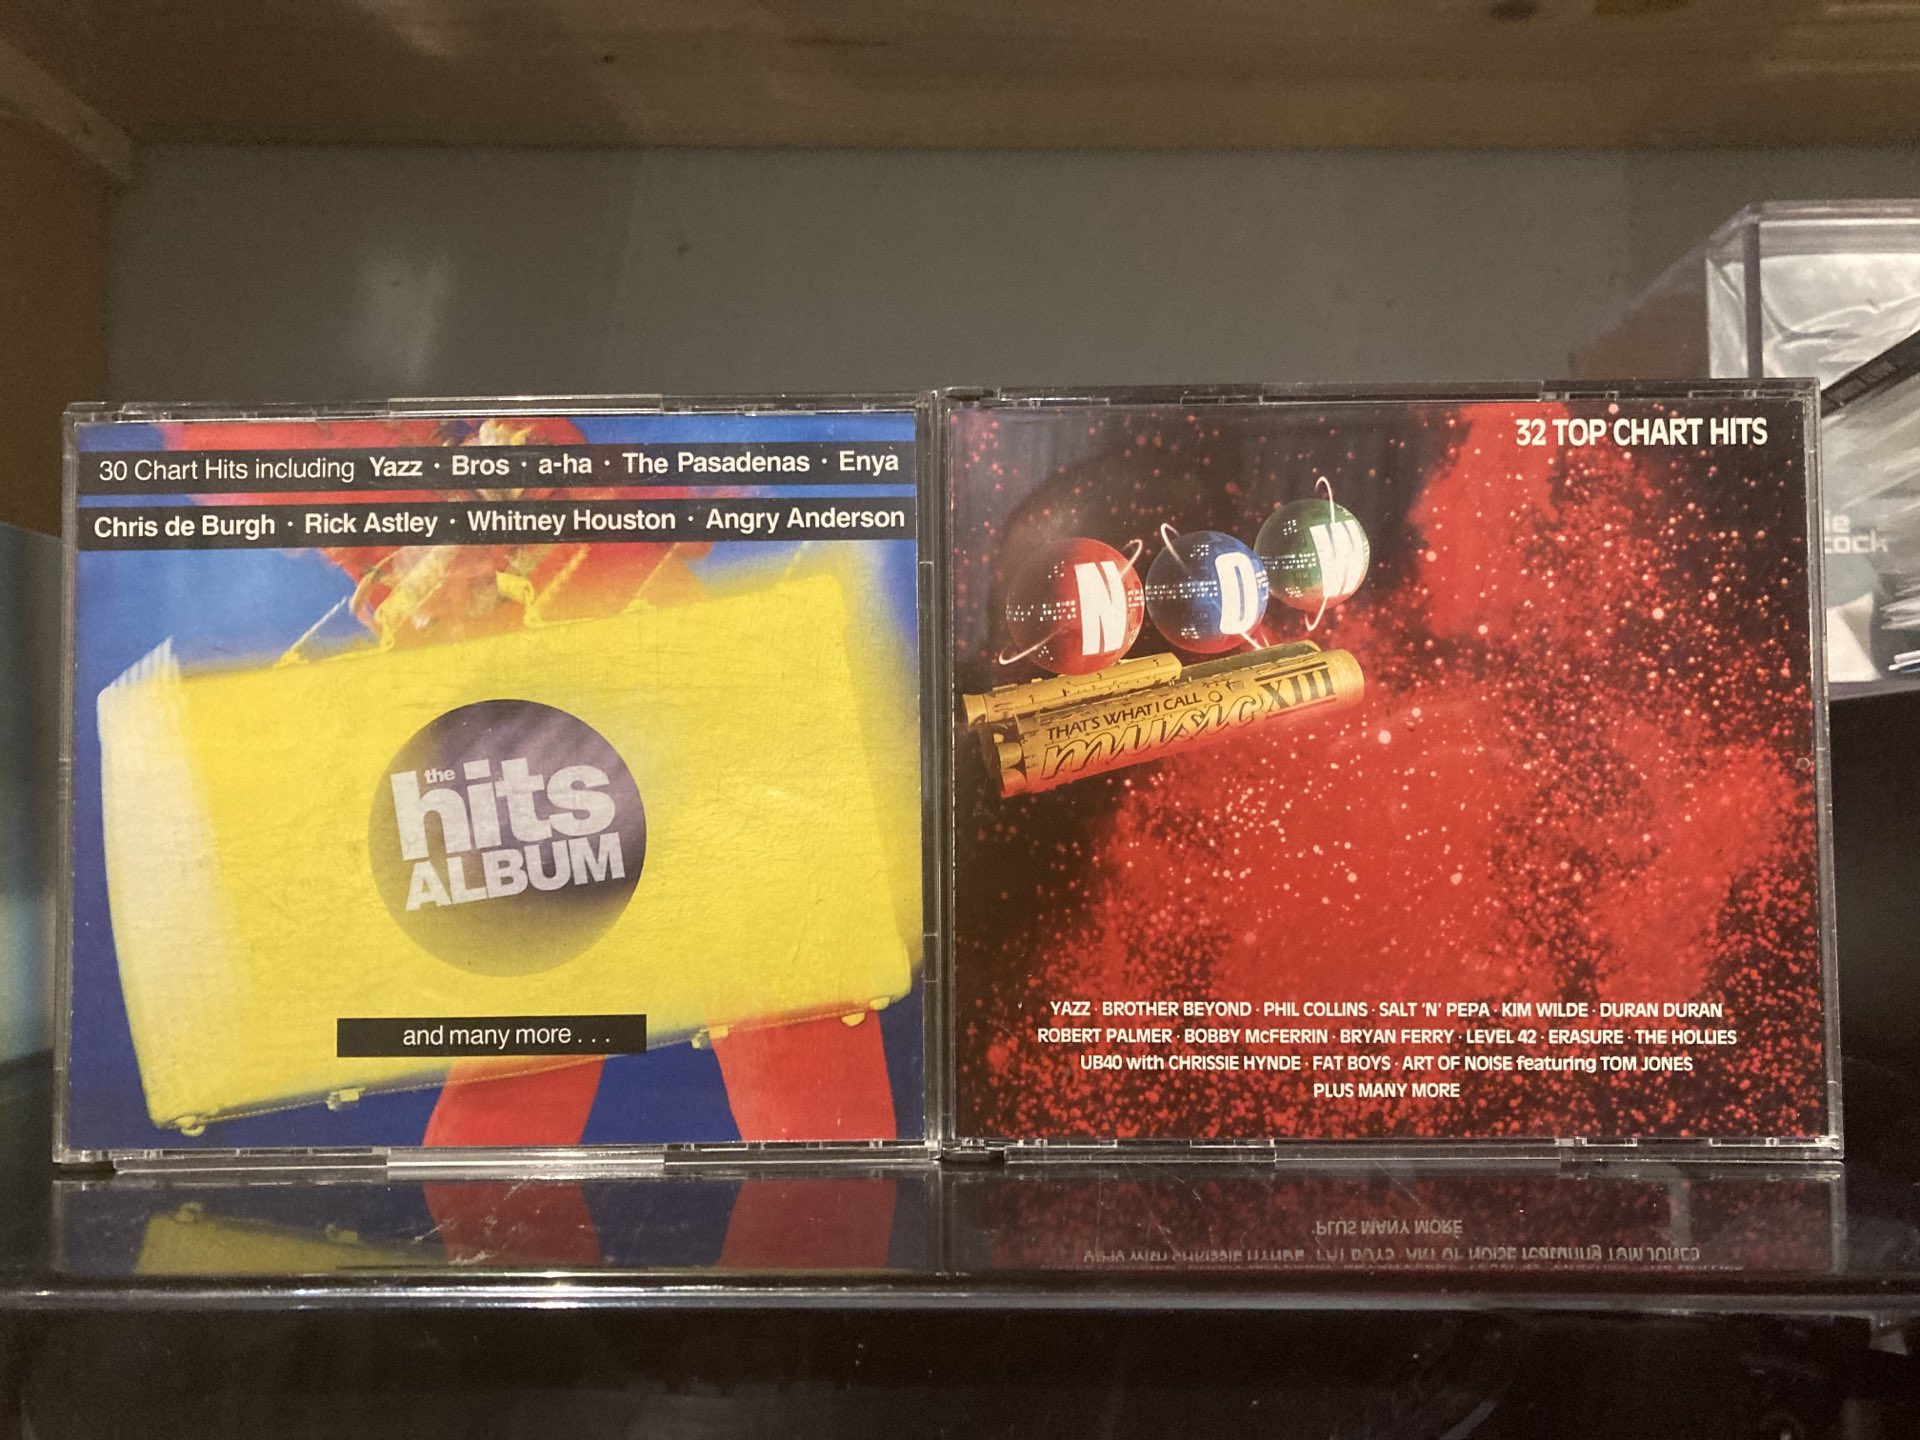 30 Chart Hits including Yazz · Bros · a-ha · The Pasadenas · Enya
Chris de Burgh · Rick Astley · Whitney Houston · Angry Anderson
the
hits
ALBUM
and many more . . .
32 TOP CHART HITS
NOW
THAT'S WHAT I CALL
music XIII
YAZZ · BROTHER BEYOND · PHIL COLLINS · SALT 'N' PEPA · KIM WILDE · DURAN DURAN
ROBERT PALMER · BOBBY McFERRIN · BRYAN FERRY · LEVEL 42 · ERASURE · THE HOLLIES
UB40 with CHRISSIE HYNDE · FAT BOYS · ART OF NOISE featuring TOM JONES
PLUS MANY MORE